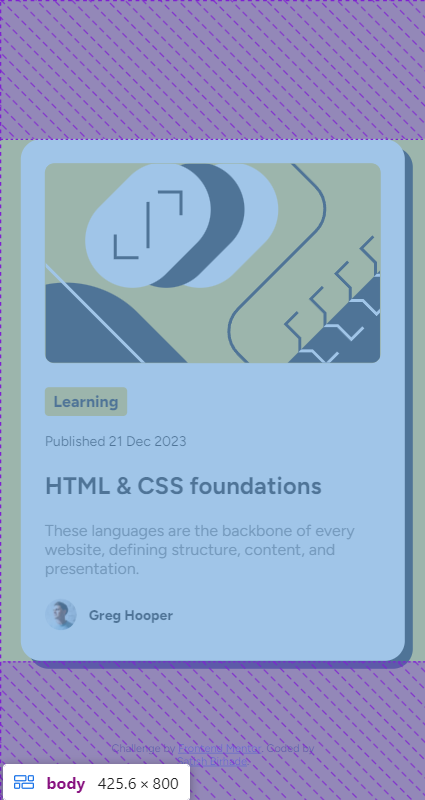 Learning
Published 21 Dec 2023
HTML & CSS foundations
These languages are the backbone of every
website, defining structure, content, and
presentation.
Greg Hooper
Challenge by Frontend Mentor. Coded by
body 425.6 × 800